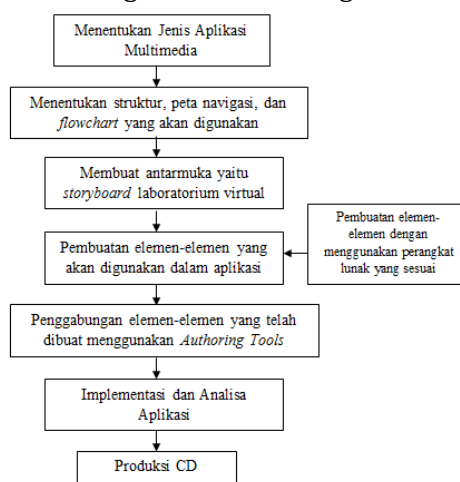 Menentukan Jenis Aplikasi
Multimedia
Menentukan struktur, peta navigasi, dan
flowchart yang akan digunakan
Membuat antarmuka yaitu
storyboard laboratorium virtual
Pembuatan elemen-elemen yang
akan digunakan dalam aplikasi
Pembuatan elemen-
elemen dengan
menggunakan perangkat
lunak yang sesuai
Penggabungan elemen-elemen yang telah
dibuat menggunakan Authoring Tools
Implementasi dan Analisa
Aplikasi
Produksi CD